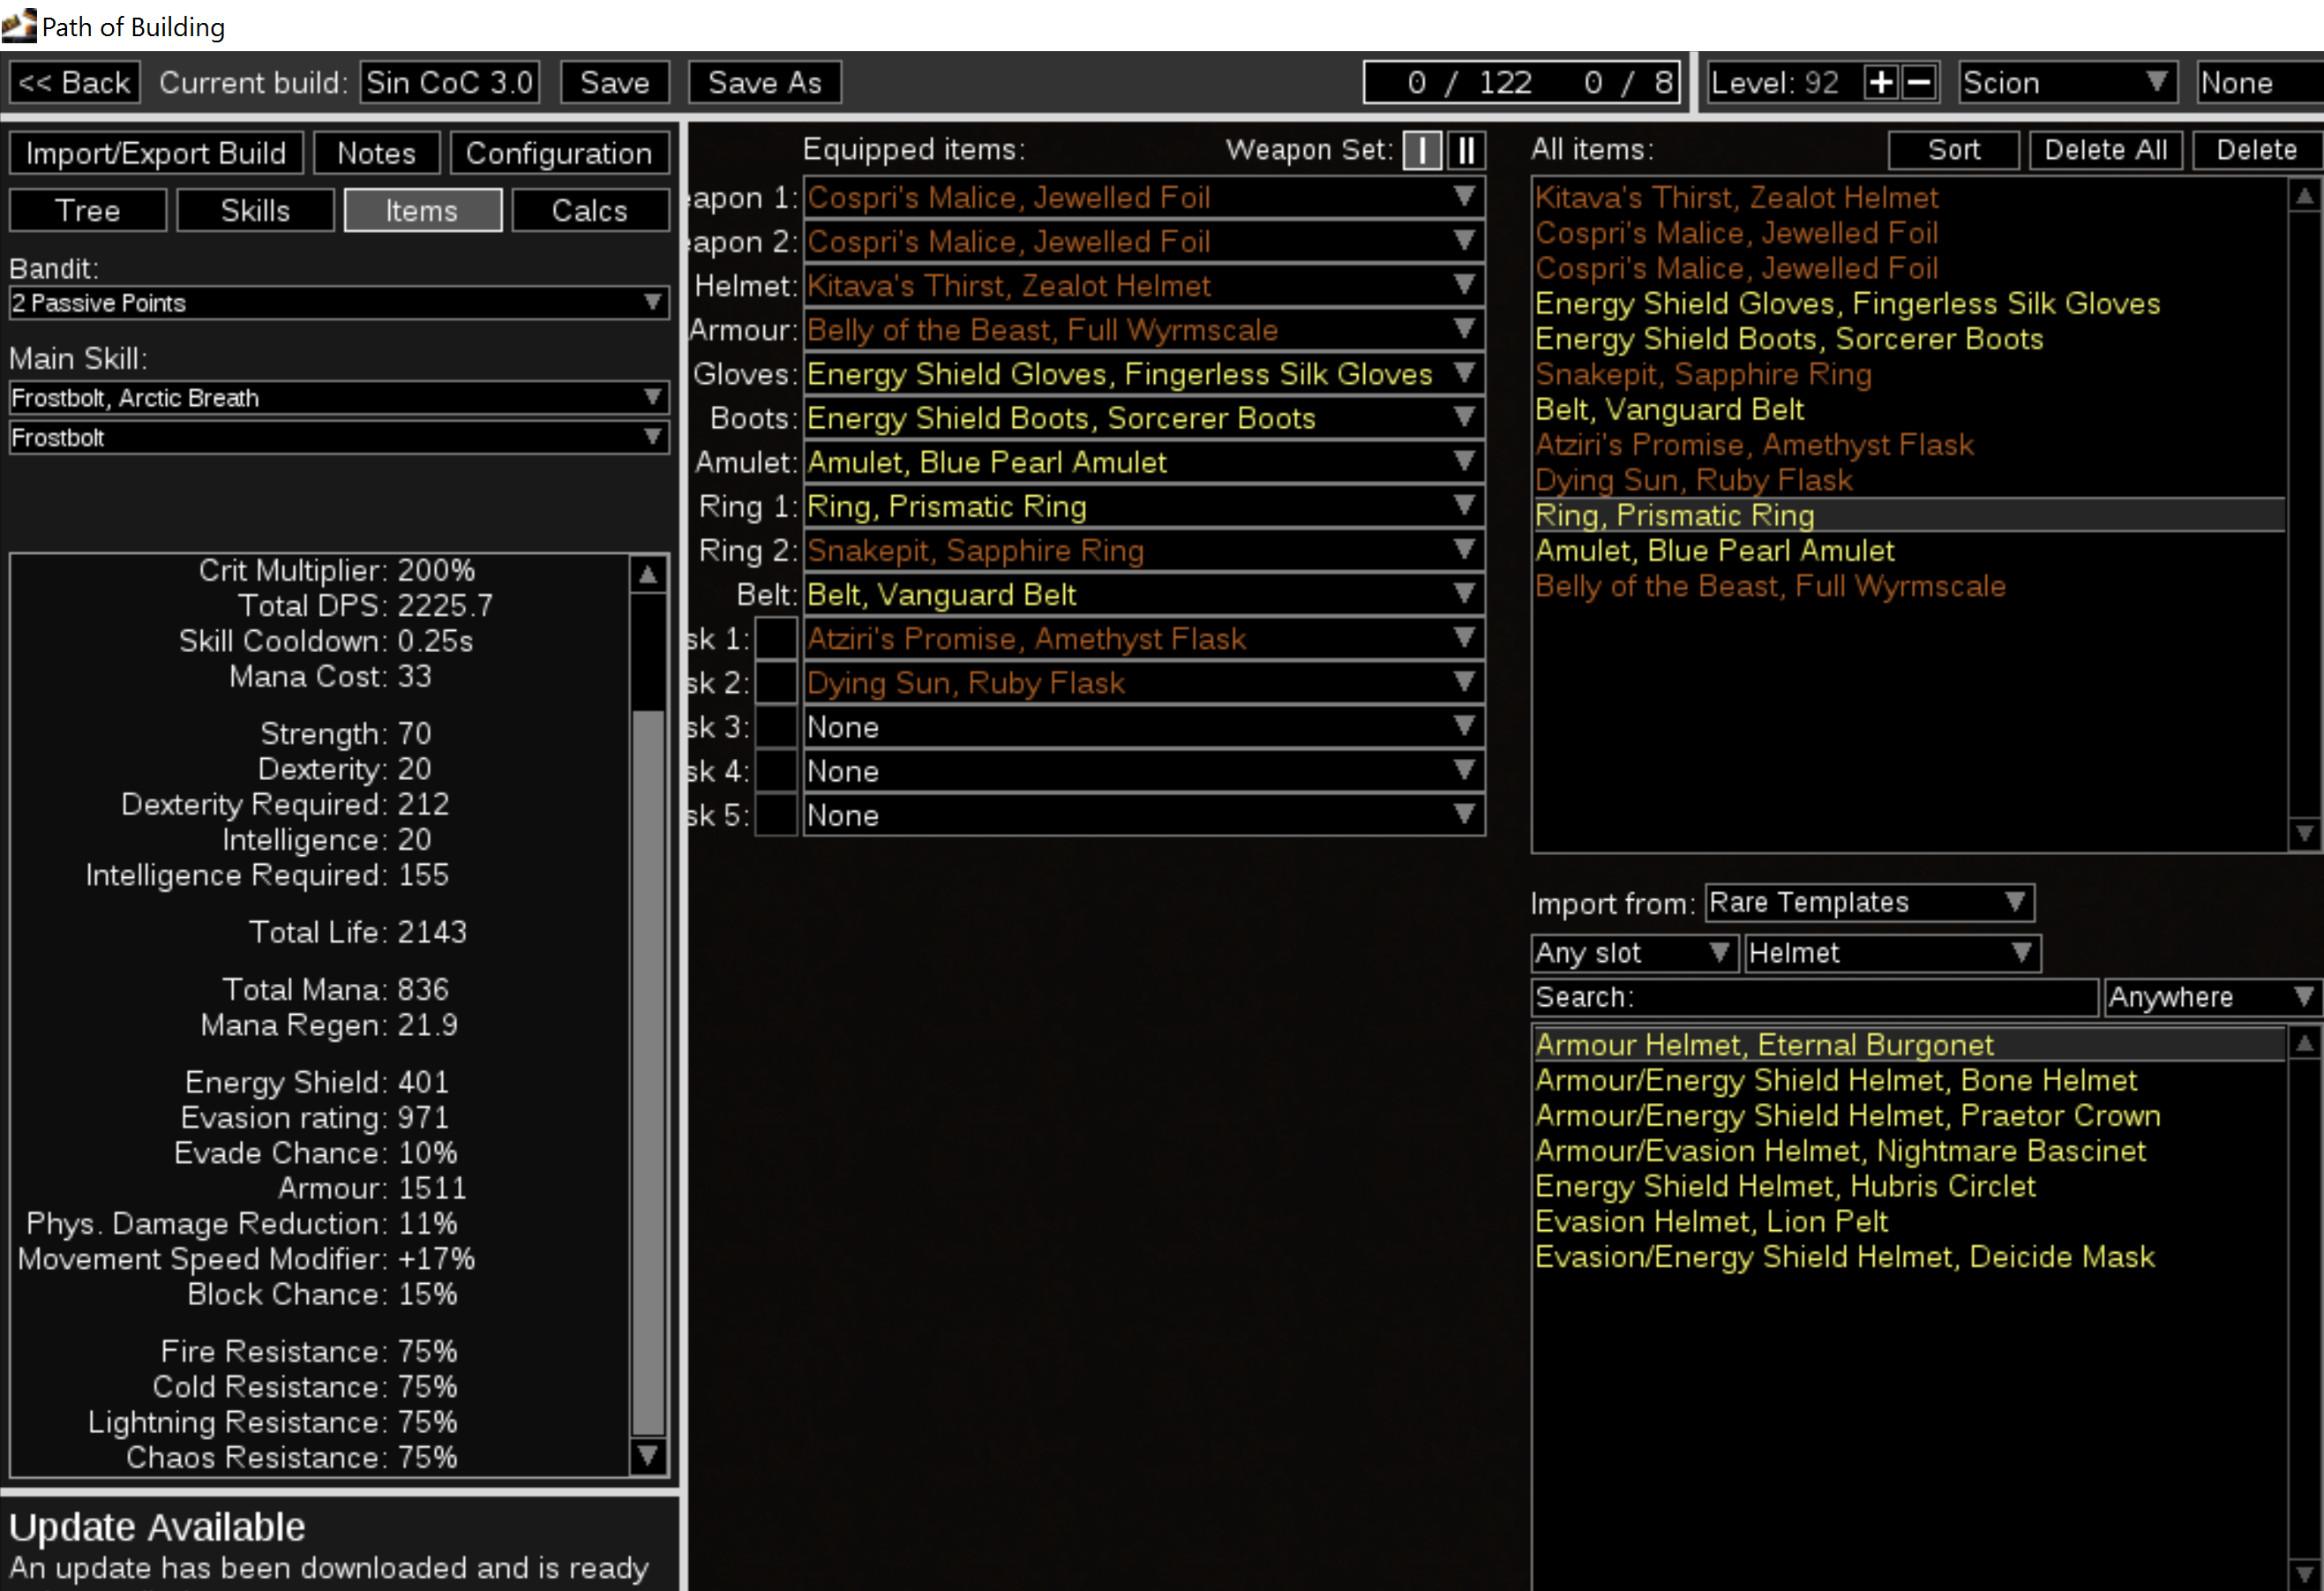 Path of Building
<< Back Current build: Sin CoC 3.0 Save Save As 0 / 122 0 / 8 Level: 92 + − Scion None
Import/Export Build Notes Configuration
Tree Skills Items Calcs
Bandit:
2 Passive Points
Main Skill:
Frostbolt, Arctic Breath
Frostbolt
Crit Multiplier: 200%
Total DPS: 2225.7
Skill Cooldown: 0.25s
Mana Cost: 33
Strength: 70
Dexterity: 20
Dexterity Required: 212
Intelligence: 20
Intelligence Required: 155
Total Life: 2143
Total Mana: 836
Mana Regen: 21.9
Energy Shield: 401
Evasion rating: 971
Evade Chance: 10%
Armour: 1511
Phys. Damage Reduction: 11%
Movement Speed Modifier: +17%
Block Chance: 15%
Fire Resistance: 75%
Cold Resistance: 75%
Lightning Resistance: 75%
Chaos Resistance: 75%
Update Available
An update has been downloaded and is ready
Equipped items: Weapon Set: I II
eapon 1: Cospri's Malice, Jewelled Foil
eapon 2: Cospri's Malice, Jewelled Foil
Helmet: Kitava's Thirst, Zealot Helmet
Armour: Belly of the Beast, Full Wyrmscale
Gloves: Energy Shield Gloves, Fingerless Silk Gloves
Boots: Energy Shield Boots, Sorcerer Boots
Amulet: Amulet, Blue Pearl Amulet
Ring 1: Ring, Prismatic Ring
Ring 2: Snakepit, Sapphire Ring
Belt: Belt, Vanguard Belt
sk 1: Atziri's Promise, Amethyst Flask
sk 2: Dying Sun, Ruby Flask
sk 3: None
sk 4: None
sk 5: None
All items: Sort Delete All Delete
Kitava's Thirst, Zealot Helmet
Cospri's Malice, Jewelled Foil
Cospri's Malice, Jewelled Foil
Energy Shield Gloves, Fingerless Silk Gloves
Energy Shield Boots, Sorcerer Boots
Snakepit, Sapphire Ring
Belt, Vanguard Belt
Atziri's Promise, Amethyst Flask
Dying Sun, Ruby Flask
Ring, Prismatic Ring
Amulet, Blue Pearl Amulet
Belly of the Beast, Full Wyrmscale
Import from: Rare Templates
Any slot Helmet
Search: Anywhere
Armour Helmet, Eternal Burgonet
Armour/Energy Shield Helmet, Bone Helmet
Armour/Energy Shield Helmet, Praetor Crown
Armour/Evasion Helmet, Nightmare Bascinet
Energy Shield Helmet, Hubris Circlet
Evasion Helmet, Lion Pelt
Evasion/Energy Shield Helmet, Deicide Mask